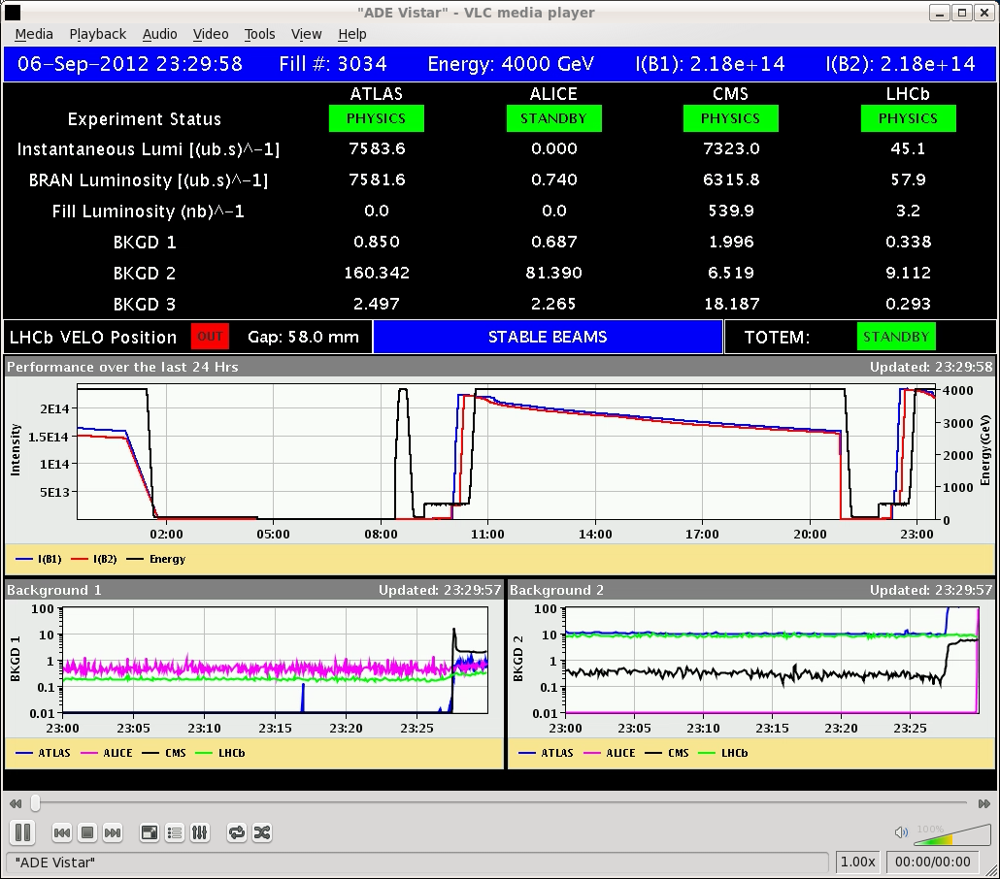 "ADE Vistar" - VLC media player
Media Playback Audio Video Tools View Help
06-Sep-2012 23:29:58 Fill #: 3034 Energy: 4000 GeV I(B1): 2.18e+14 I(B2): 2.18e+14
ATLAS ALICE CMS LHCb
Experiment Status PHYSICS STANDBY PHYSICS PHYSICS
Instantaneous Lumi [(ub.s)^-1] 7583.6 0.000 7323.0 45.1
BRAN Luminosity [(ub.s)^-1] 7581.6 0.740 6315.8 57.9
Fill Luminosity (nb)^-1 0.0 0.0 539.9 3.2
BKGD 1 0.850 0.687 1.996 0.338
BKGD 2 160.342 81.390 6.519 9.112
BKGD 3 2.497 2.265 18.187 0.293
LHCb VELO Position OUT Gap: 58.0 mm STABLE BEAMS TOTEM: STANDBY
Performance over the last 24 Hrs Updated: 23:29:58
Intensity
2E14
1.5E14
1E14
5E13
4000
3000
2000
1000
0
Energy(GeV)
02:00 05:00 08:00 11:00 14:00 17:00 20:00 23:00
I(B1) I(B2) Energy
Background 1 Updated: 23:29:57
BKGD 1
100
10
1
0.1
0.01
23:00 23:05 23:10 23:15 23:20 23:25
ATLAS ALICE CMS LHCb
Background 2 Updated: 23:29:57
BKGD 2
100
10
1
0.1
0.01
23:00 23:05 23:10 23:15 23:20 23:25
ATLAS ALICE CMS LHCb
100%
"ADE Vistar" 1.00x 00:00/00:00